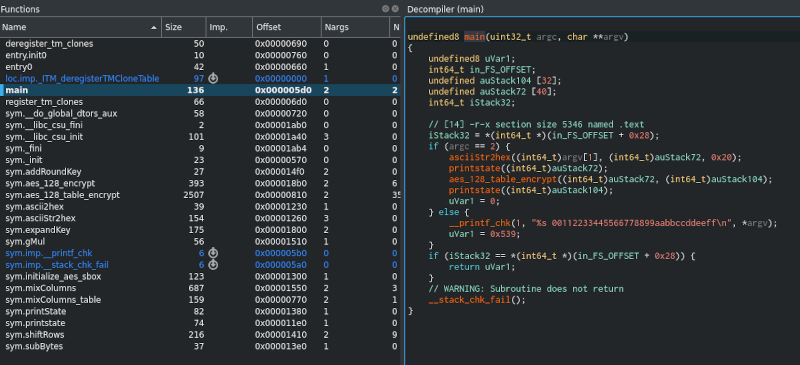 Functions
Name Size Imp. Offset Nargs N
deregister_tm_clones 50 0x00000690 0 0
entry.init0 10 0x00000760 0 0
entry0 42 0x00000660 1 0
loc.imp._ITM_deregisterTMCloneTable 97 0x00000000 1 0
main 136 0x000005d0 2 2
register_tm_clones 66 0x000006d0 0 0
sym.__do_global_dtors_aux 58 0x00000720 0 0
sym.__libc_csu_fini 2 0x00001ab0 0 0
sym.__libc_csu_init 101 0x00001a40 3 0
sym._fini 9 0x00001ab4 0 0
sym._init 23 0x00000570 0 0
sym.addRoundKey 27 0x000014f0 2 0
sym.aes_128_encrypt 393 0x000018b0 2 6
sym.aes_128_table_encrypt 2507 0x00000810 2 35
sym.ascii2hex 39 0x00001230 1 0
sym.asciiStr2hex 154 0x00001260 3 0
sym.expandKey 175 0x00001800 2 0
sym.gMul 56 0x00001510 1 0
sym.imp.__printf_chk 6 0x000005b0 0 0
sym.imp.__stack_chk_fail 6 0x000005a0 0 0
sym.initialize_aes_sbox 123 0x00001300 1 0
sym.mixColumns 687 0x00001550 2 3
sym.mixColumns_table 159 0x00000770 2 1
sym.printState 82 0x00001380 1 0
sym.printstate 74 0x000011e0 1 0
sym.shiftRows 216 0x00001410 2 9
sym.subBytes 37 0x000013e0 1 0
Decompiler (main)
undefined8 main(uint32_t argc, char **argv)
{
undefined8 uVar1;
int64_t in_FS_OFFSET;
undefined auStack104 [32];
undefined auStack72 [40];
int64_t iStack32;
// [14] -r-x section size 5346 named .text
iStack32 = *(int64_t *)(in_FS_OFFSET + 0x28);
if (argc == 2) {
asciiStr2hex((int64_t)argv[1], (int64_t)auStack72, 0x20);
printstate((int64_t)auStack72);
aes_128_table_encrypt((int64_t)auStack72, (int64_t)auStack104);
printstate((int64_t)auStack104);
uVar1 = 0;
} else {
__printf_chk(1, "%s 00112233445566778899aabbccddeeff\n", *argv);
uVar1 = 0x539;
}
if (iStack32 == *(int64_t *)(in_FS_OFFSET + 0x28)) {
return uVar1;
}
// WARNING: Subroutine does not return
__stack_chk_fail();
}